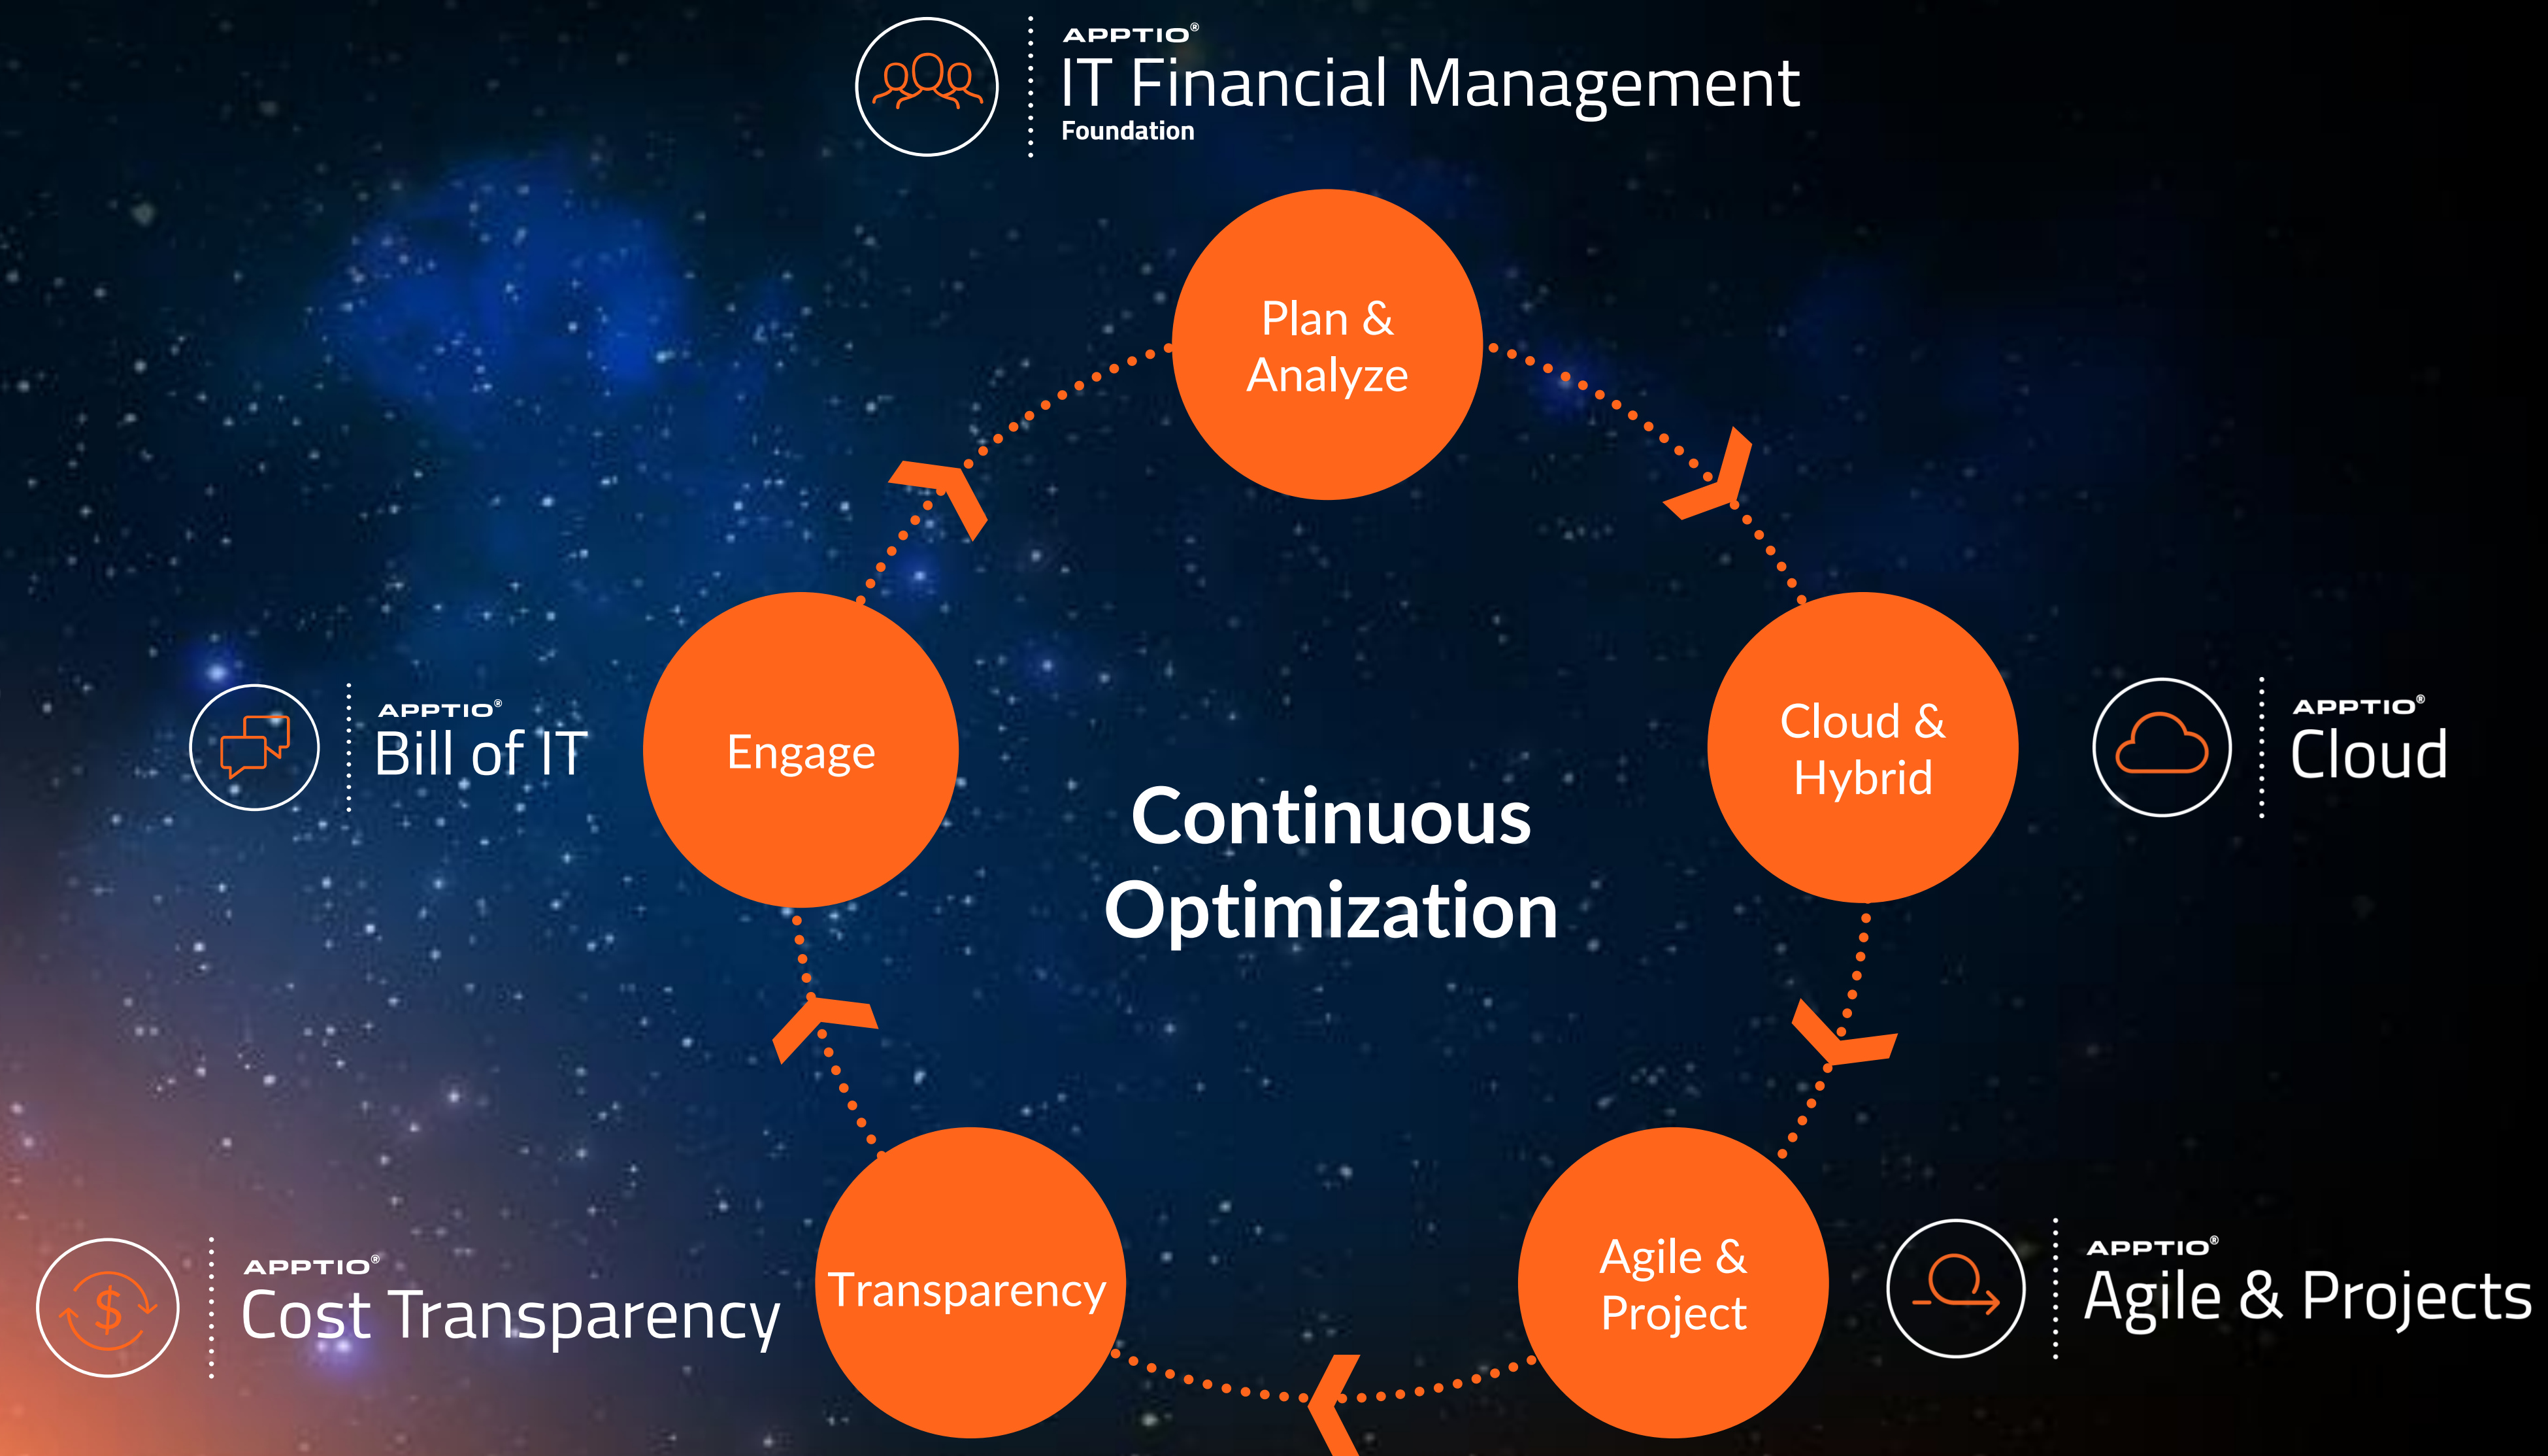 APPTIO®
IT Financial Management
Foundation
Plan &
Analyze
Cloud &
Hybrid
APPTIO®
Cloud
Agile &
Project
APPTIO®
Agile & Projects
Transparency
APPTIO®
Cost Transparency
$
Engage
APPTIO®
Bill of IT
Continuous
Optimization